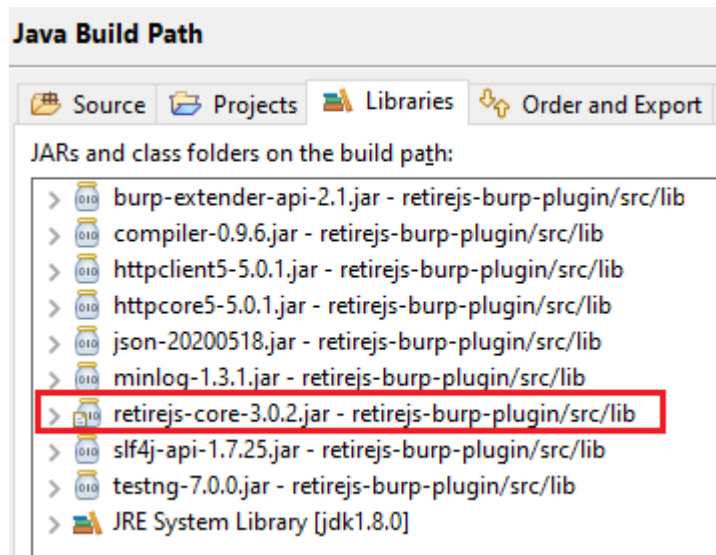 Java Build Path
Source Projects Libraries Order and Export
JARs and class folders on the build path:
burp-extender-api-2.1.jar - retirejs-burp-plugin/src/lib
compiler-0.9.6.jar - retirejs-burp-plugin/src/lib
httpclient5-5.0.1.jar - retirejs-burp-plugin/src/lib
httpcore5-5.0.1.jar - retirejs-burp-plugin/src/lib
json-20200518.jar - retirejs-burp-plugin/src/lib
minlog-1.3.1.jar - retirejs-burp-plugin/src/lib
retirejs-core-3.0.2.jar - retirejs-burp-plugin/src/lib
slf4j-api-1.7.25.jar - retirejs-burp-plugin/src/lib
testng-7.0.0.jar - retirejs-burp-plugin/src/lib
JRE System Library [jdk1.8.0]